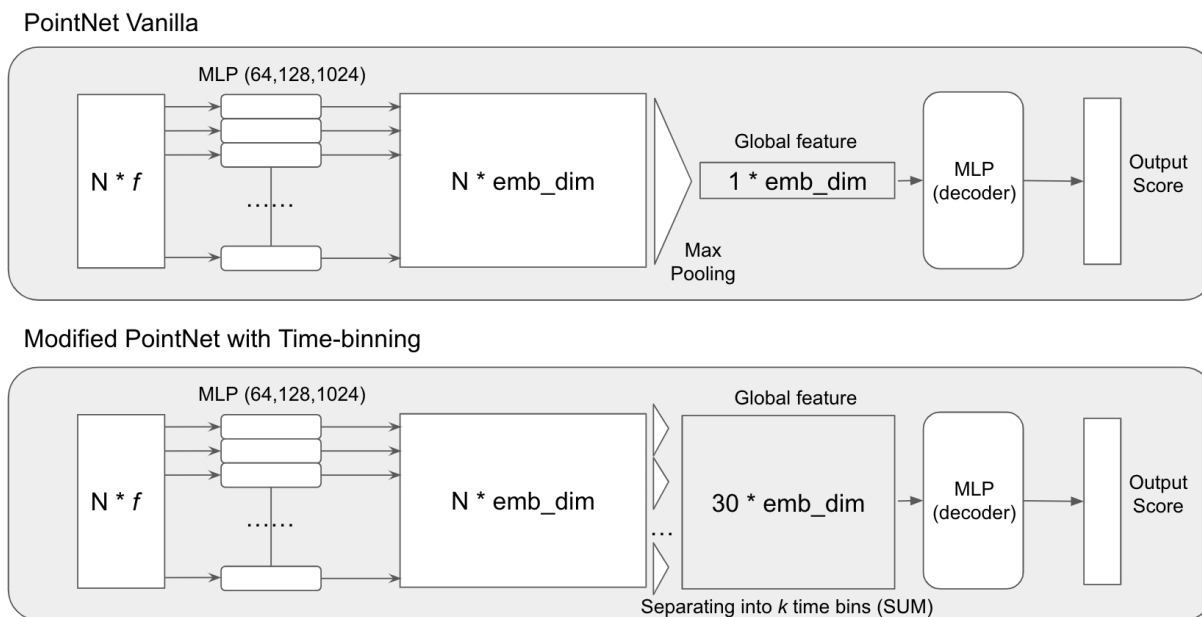 PointNet Vanilla
MLP (64,128,1024)
N * f
……
N * emb_dim
Max
Pooling
Global feature
1 * emb_dim
MLP
(decoder)
Output
Score
Modified PointNet with Time-binning
MLP (64,128,1024)
N * f
……
N * emb_dim
...
Global feature
30 * emb_dim
Separating into k time bins (SUM)
MLP
(decoder)
Output
Score